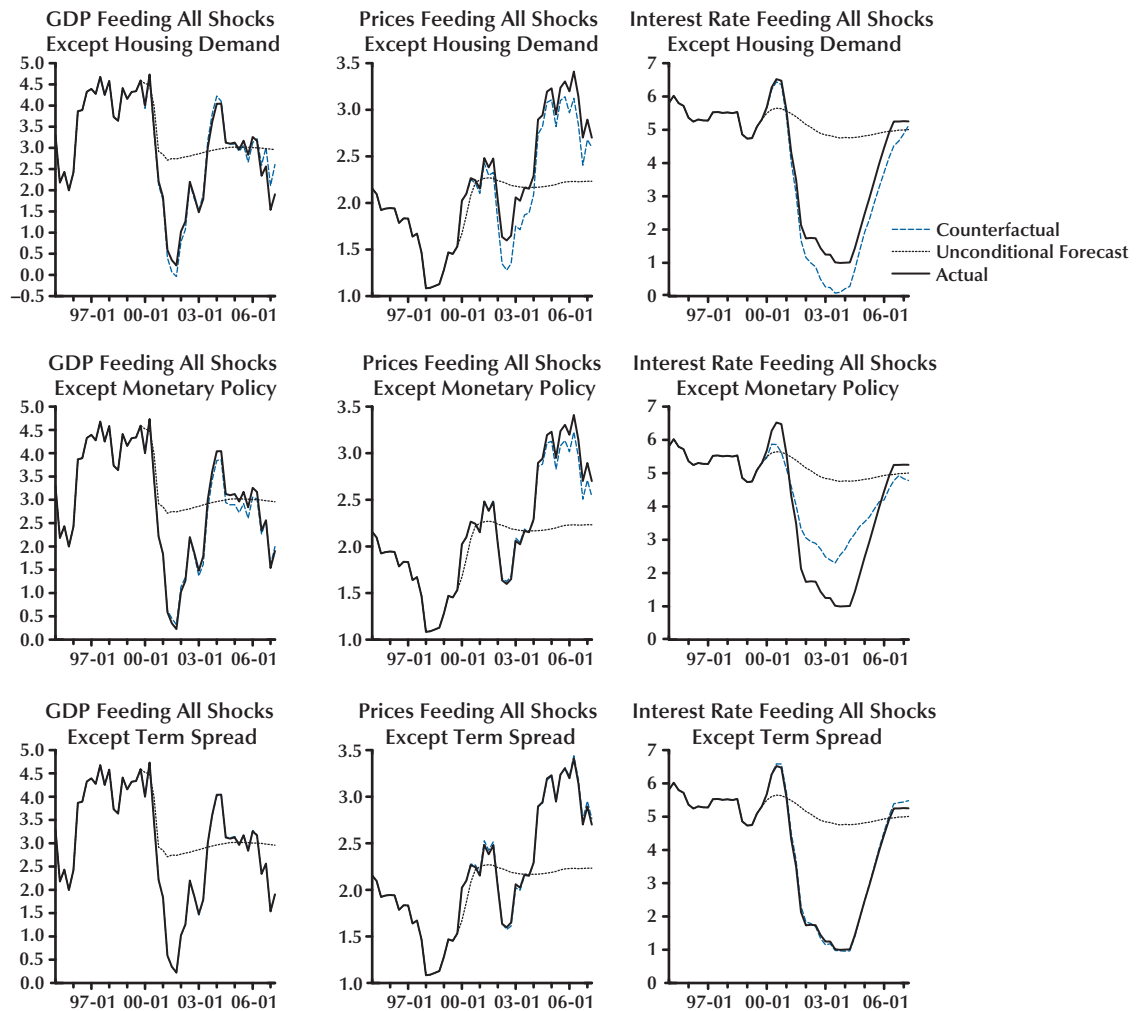 GDP Feeding All Shocks
Except Housing Demand
5.0
4.5
4.0
3.5
3.0
2.5
2.0
1.5
1.0
0.5
0.0
–0.5
97-01 00-01 03-01 06-01
Prices Feeding All Shocks
Except Housing Demand
3.5
3.0
2.5
2.0
1.5
1.0
97-01 00-01 03-01 06-01
Interest Rate Feeding All Shocks
Except Housing Demand
7
6
5
4
3
2
1
0
97-01 00-01 03-01 06-01
Counterfactual
Unconditional Forecast
Actual
GDP Feeding All Shocks
Except Monetary Policy
5.0
4.5
4.0
3.5
3.0
2.5
2.0
1.5
1.0
0.5
0.0
97-01 00-01 03-01 06-01
Prices Feeding All Shocks
Except Monetary Policy
3.5
3.0
2.5
2.0
1.5
1.0
97-01 00-01 03-01 06-01
Interest Rate Feeding All Shocks
Except Monetary Policy
7
6
5
4
3
2
1
0
97-01 00-01 03-01 06-01
GDP Feeding All Shocks
Except Term Spread
5.0
4.5
4.0
3.5
3.0
2.5
2.0
1.5
1.0
0.5
0.0
97-01 00-01 03-01 06-01
Prices Feeding All Shocks
Except Term Spread
3.5
3.0
2.5
2.0
1.5
1.0
97-01 00-01 03-01 06-01
Interest Rate Feeding All Shocks
Except Term Spread
7
6
5
4
3
2
1
0
97-01 00-01 03-01 06-01